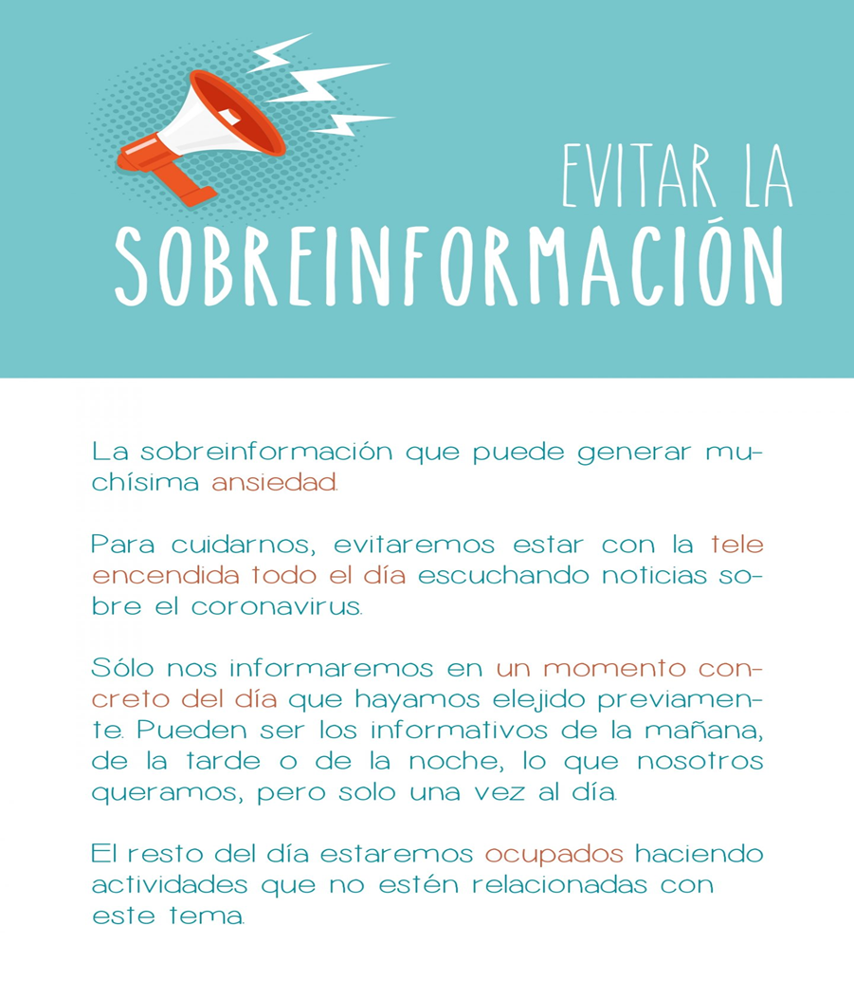 EVITAR LA
SOBREINFORMACIÓN
La sobreinformación que puede generar mu-
chísima ansiedad.
Para cuidarnos, evitaremos estar con la tele
encendida todo el día escuchando noticias so-
bre el coronavirus.
Sólo nos informaremos en un momento con-
creto del día que hayamos elejido previamen-
te. Pueden ser los informativos de la mañana,
de la tarde o de la noche, lo que nosotros
queramos, pero solo una vez al día.
El resto del día estaremos ocupados haciendo
actividades que no estén relacionadas con
este tema.